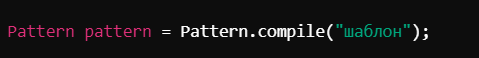 Pattern pattern = Pattern.compile("шаблон");